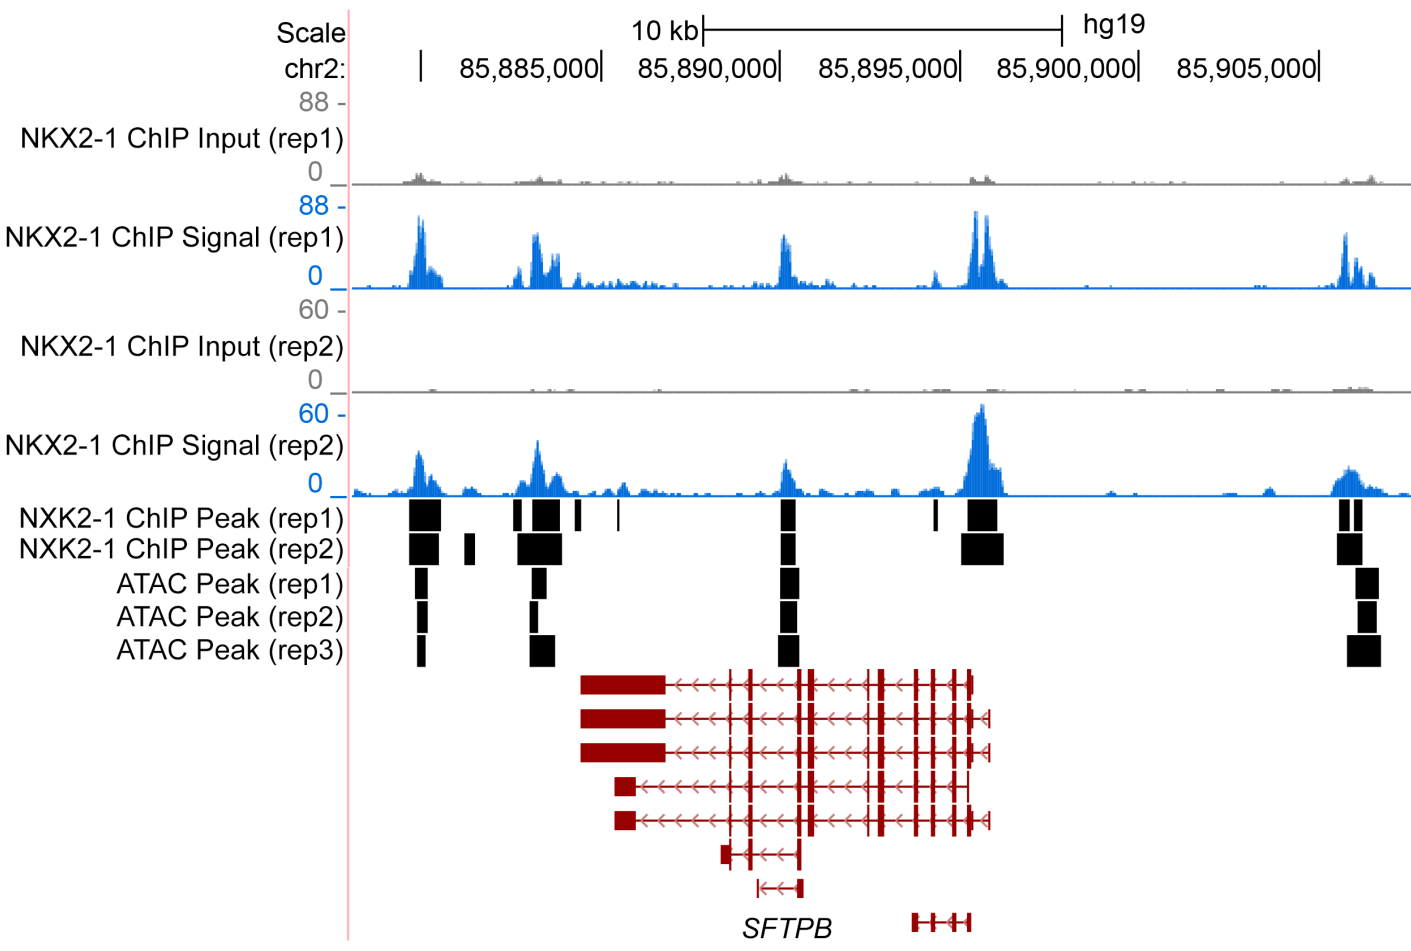 Scale 10 kb hg19
chr2: 85,885,000 85,890,000 85,895,000 85,900,000 85,905,000
88
NKX2-1 ChIP Input (rep1)
0
88
NKX2-1 ChIP Signal (rep1)
0
60
NKX2-1 ChIP Input (rep2)
0
60
NKX2-1 ChIP Signal (rep2)
0
NXK2-1 ChIP Peak (rep1)
NXK2-1 ChIP Peak (rep2)
ATAC Peak (rep1)
ATAC Peak (rep2)
ATAC Peak (rep3)
SFTPB